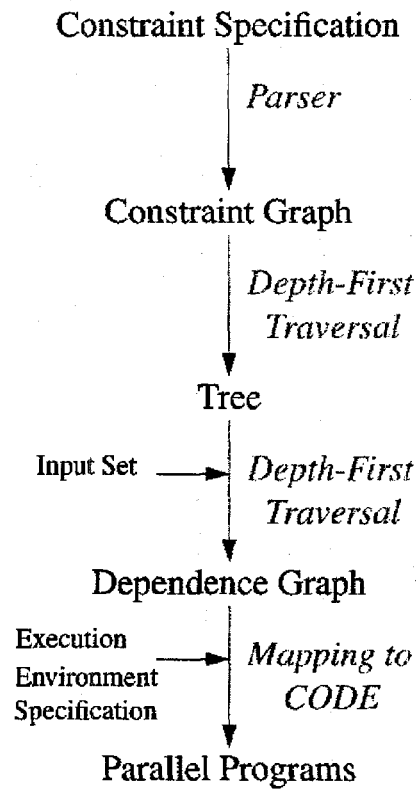 Constraint Specification
Parser
Constraint Graph
Depth-First
Traversal
Tree
Input Set
Depth-First
Traversal
Dependence Graph
Execution
Environment
Specification
Mapping to
CODE
Parallel Programs